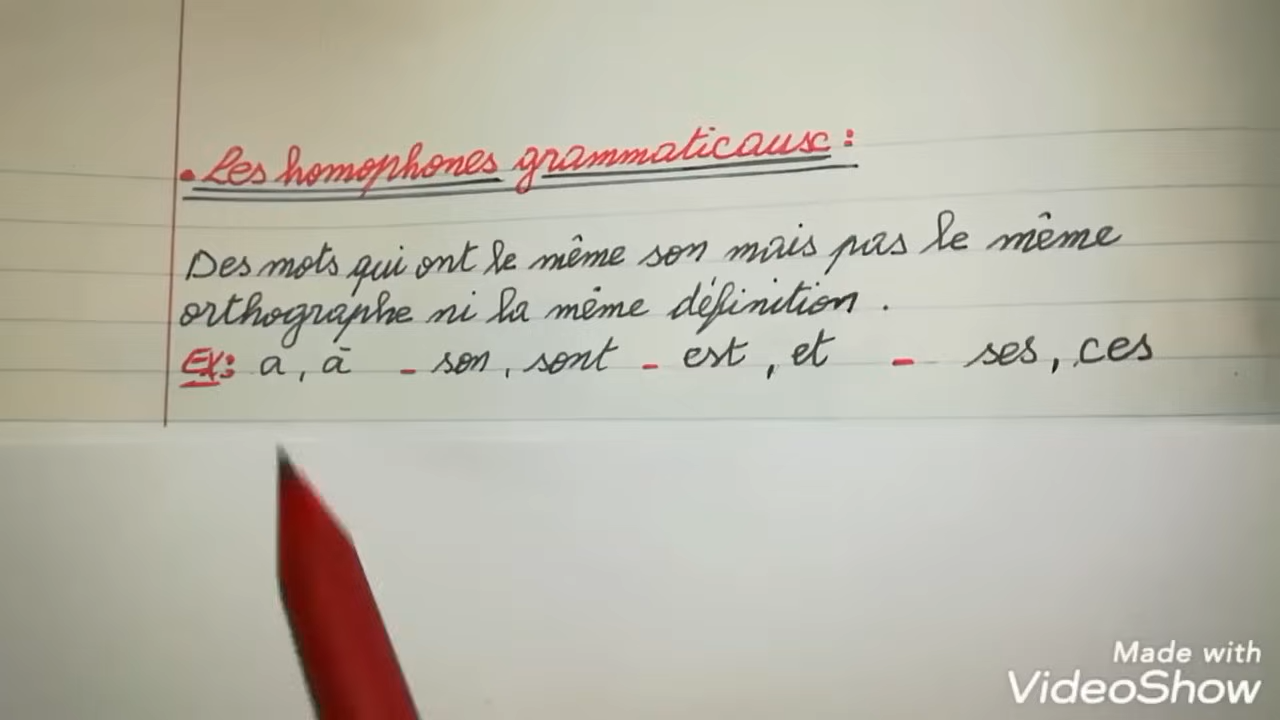 • Les homophones grammaticaux :
Des mots qui ont le même son mais pas le même
orthographe ni la même définition .
Ex: a, à - son, sont - est, et - ses, ces
Made with
VideoShow